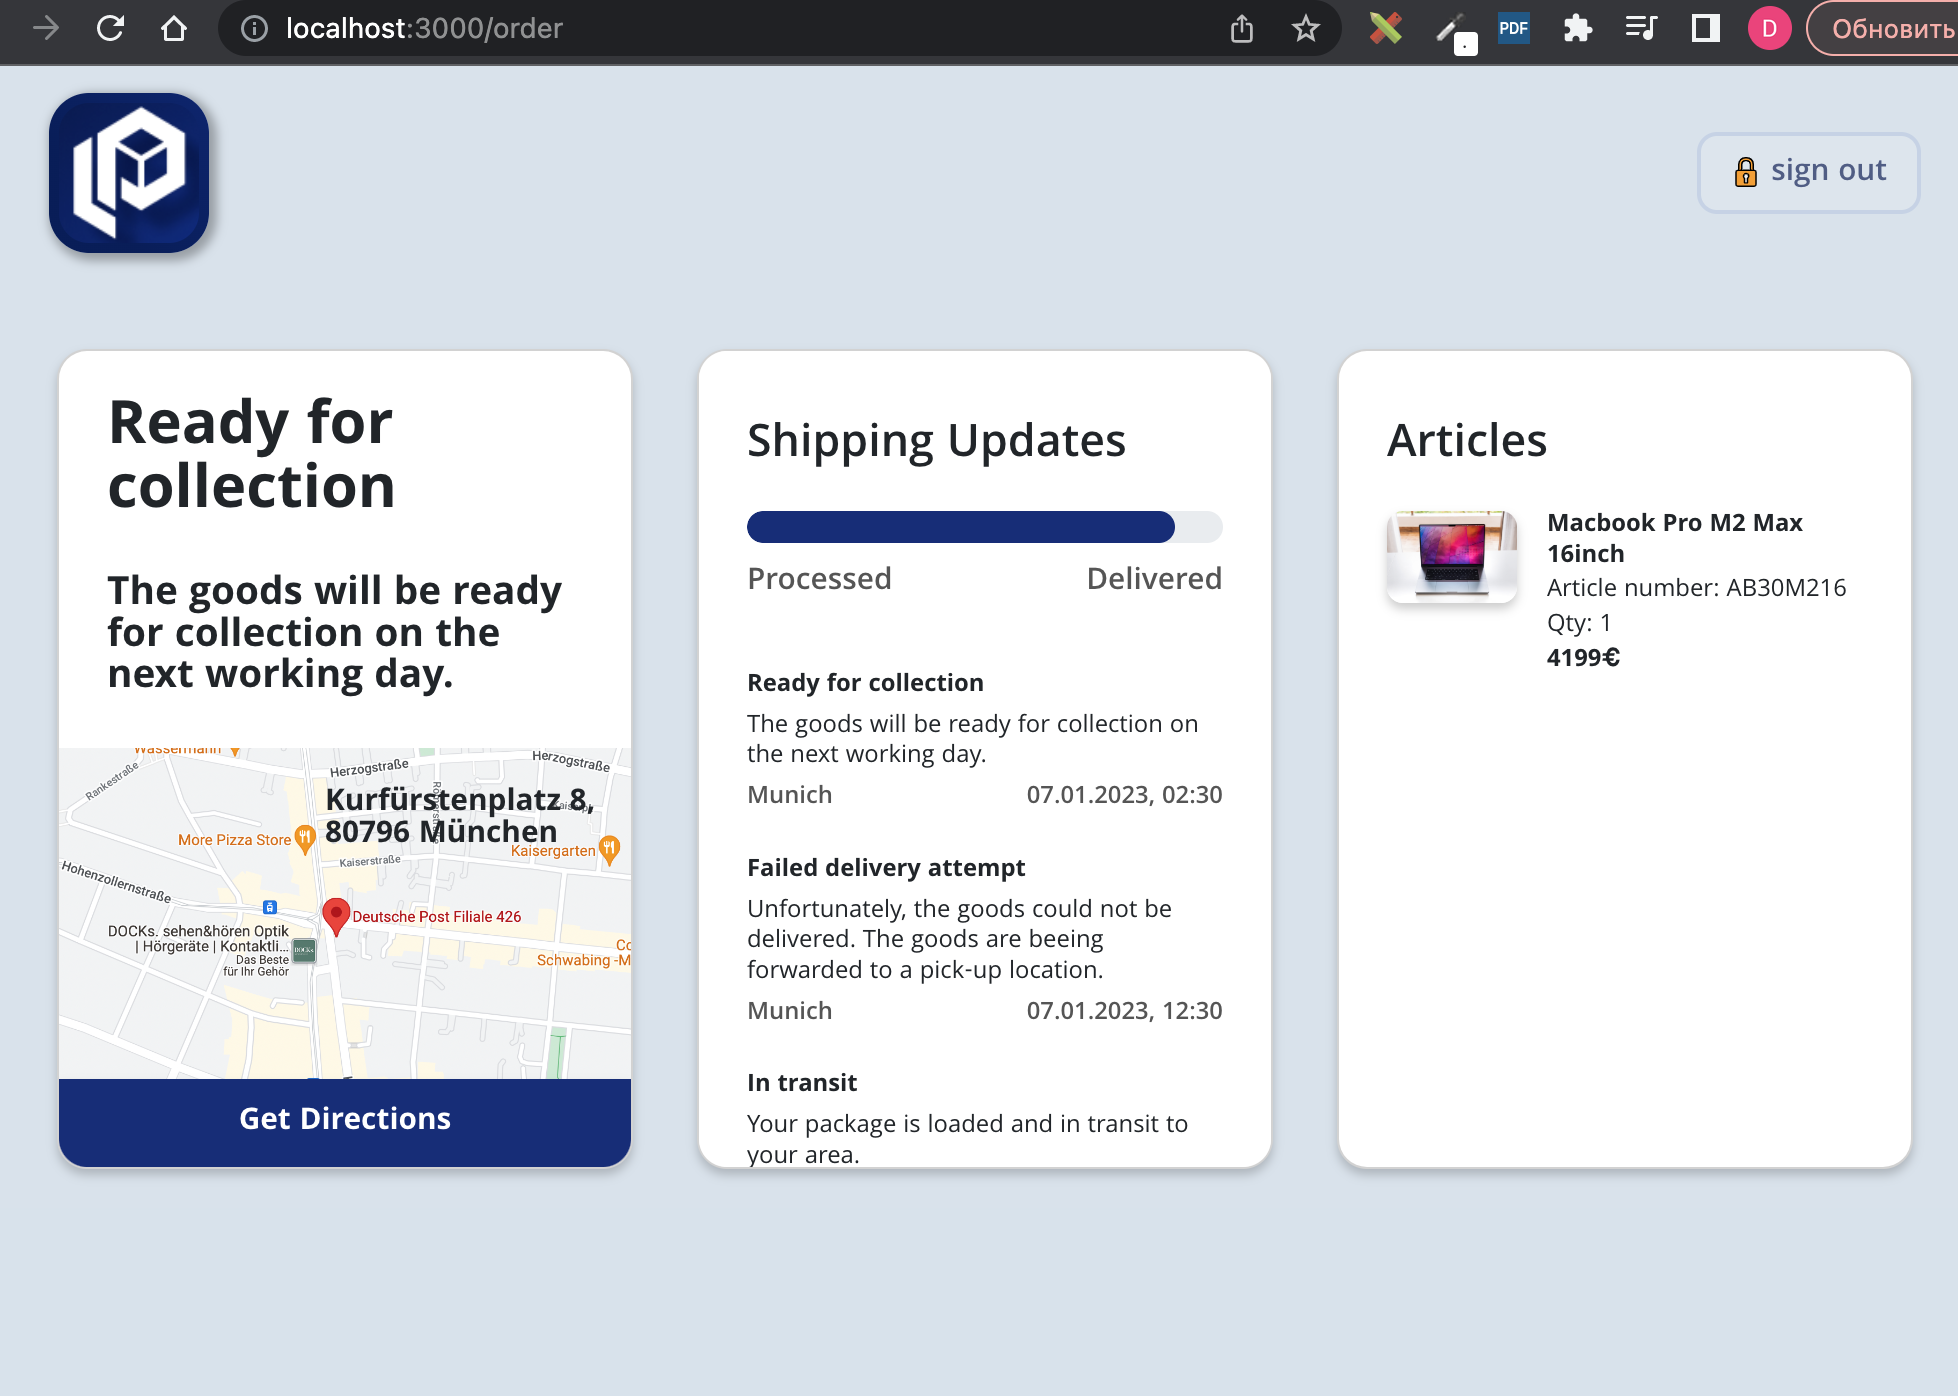 localhost:3000/order
PDF
D
Обновить
sign out
Ready for
collection
The goods will be ready
for collection on the
next working day.
Wassermann
Herzogstraße
Herzogstraße
Rankestraße
Kurfürstenplatz 8,
80796 München
More Pizza Store
Kaisergarten
Kaiserstraße
Hohenzollernstraße
Deutsche Post Filiale 426
DOCKs. sehen&hören Optik
| Hörgeräte | Kontaktli...
Das Beste
für Ihr Gehör
DOCKs
Schwabing -M
Get Directions
Shipping Updates
Processed Delivered
Ready for collection
The goods will be ready for collection on
the next working day.
Munich 07.01.2023, 02:30
Failed delivery attempt
Unfortunately, the goods could not be
delivered. The goods are beeing
forwarded to a pick-up location.
Munich 07.01.2023, 12:30
In transit
Your package is loaded and in transit to
your area.
Articles
Macbook Pro M2 Max
16inch
Article number: AB30M216
Qty: 1
4199€